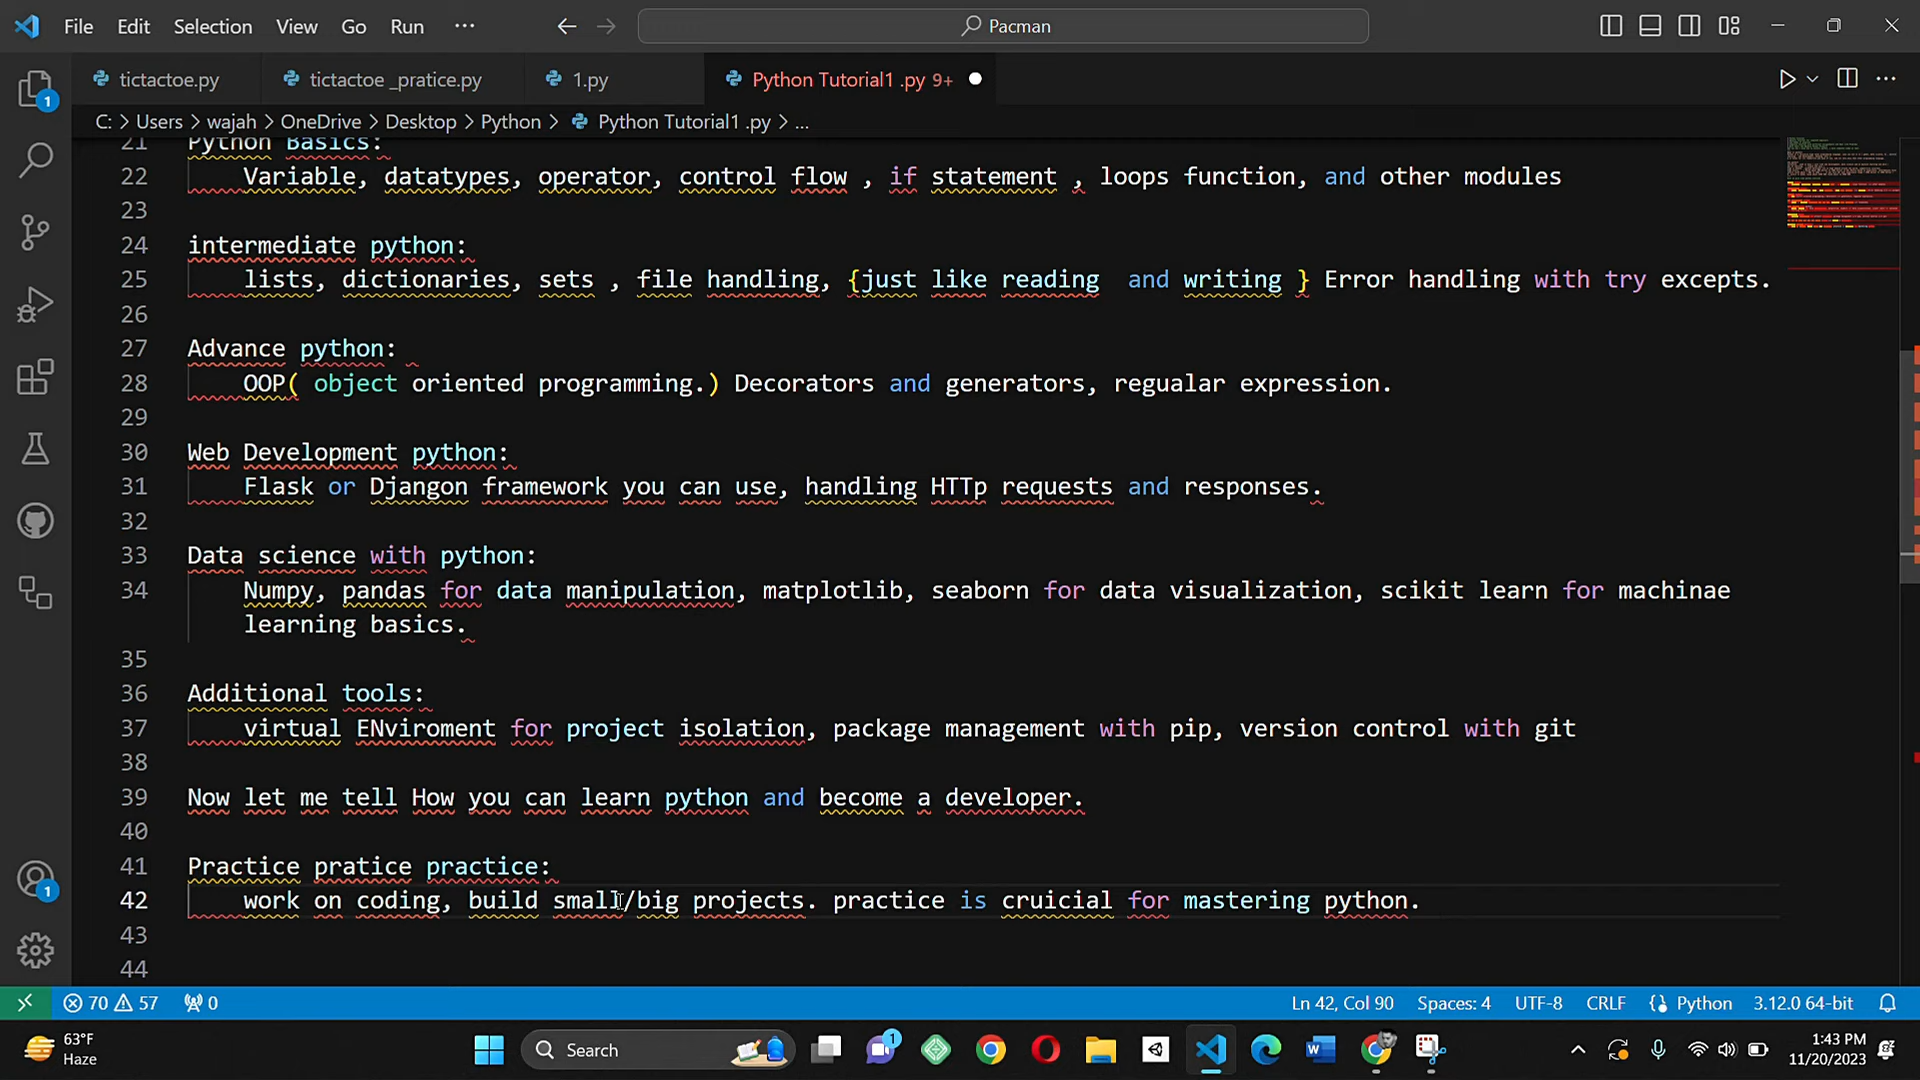 File Edit Selection View Go Run ··· Pacman
tictactoe.py tictactoe _pratice.py 1.py Python Tutorial1 .py 9+
C: > Users > wajah > OneDrive > Desktop > Python > Python Tutorial1 .py > ...
21 Python Basics:
22 Variable, datatypes, operator, control flow , if statement , loops function, and other modules
23
24 intermediate python:
25 lists, dictionaries, sets , file handling, {just like reading  and writing } Error handling with try excepts.
26
27 Advance python:
28 OOP( object oriented programming.) Decorators and generators, regualar expression.
29
30 Web Development python:
31 Flask or Djangon framework you can use, handling HTTp requests and responses.
32
33 Data science with python:
34 Numpy, pandas for data manipulation, matplotlib, seaborn for data visualization, scikit learn for machinae
learning basics.
35
36 Additional tools:
37 virtual ENviroment for project isolation, package management with pip, version control with git
38
39 Now let me tell How you can learn python and become a developer.
40
41 Practice pratice practice:
42 work on coding, build small/big projects. practice is cruicial for mastering python.
43
44
1
1
70 57 0 Ln 42, Col 90 Spaces: 4 UTF-8 CRLF Python 3.12.0 64-bit
63°F
Haze
Search
1
1:43 PM
11/20/2023